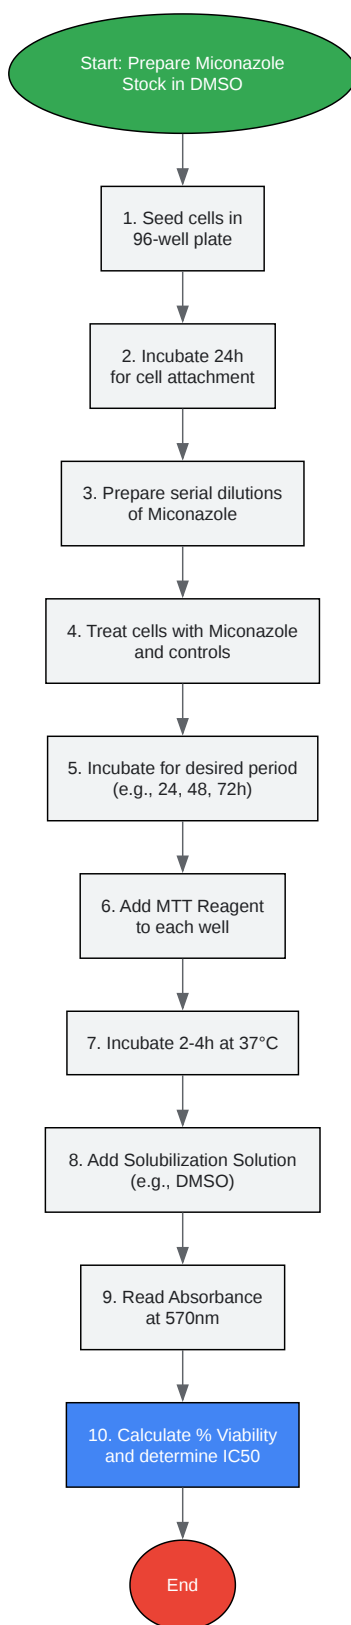 Start: Prepare Miconazole
Stock in DMSO
1. Seed cells in
96-well plate
2. Incubate 24h
for cell attachment
3. Prepare serial dilutions
of Miconazole
4. Treat cells with Miconazole
and controls
5. Incubate for desired period
(e.g., 24, 48, 72h)
6. Add MTT Reagent
to each well
7. Incubate 2-4h at 37°C
8. Add Solubilization Solution
(e.g., DMSO)
9. Read Absorbance
at 570nm
10. Calculate % Viability
and determine IC50
End